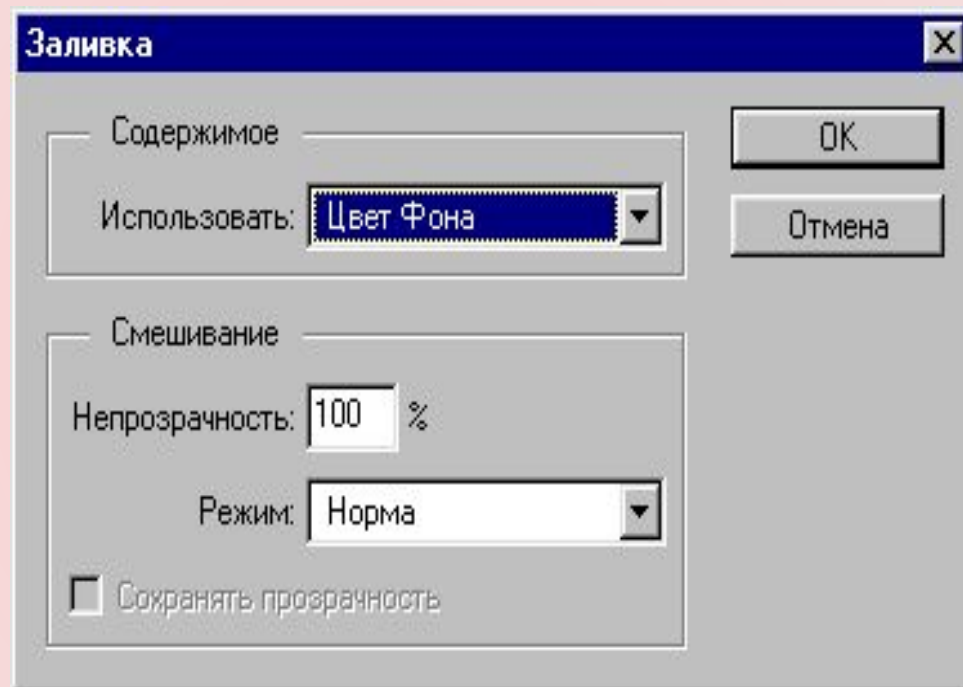 Заливка
Содержимое
OK
Использовать: Цвет Фона
Отмена
Смешивание
Непрозрачность: 100 %
Режим: Норма
Сохранять прозрачность